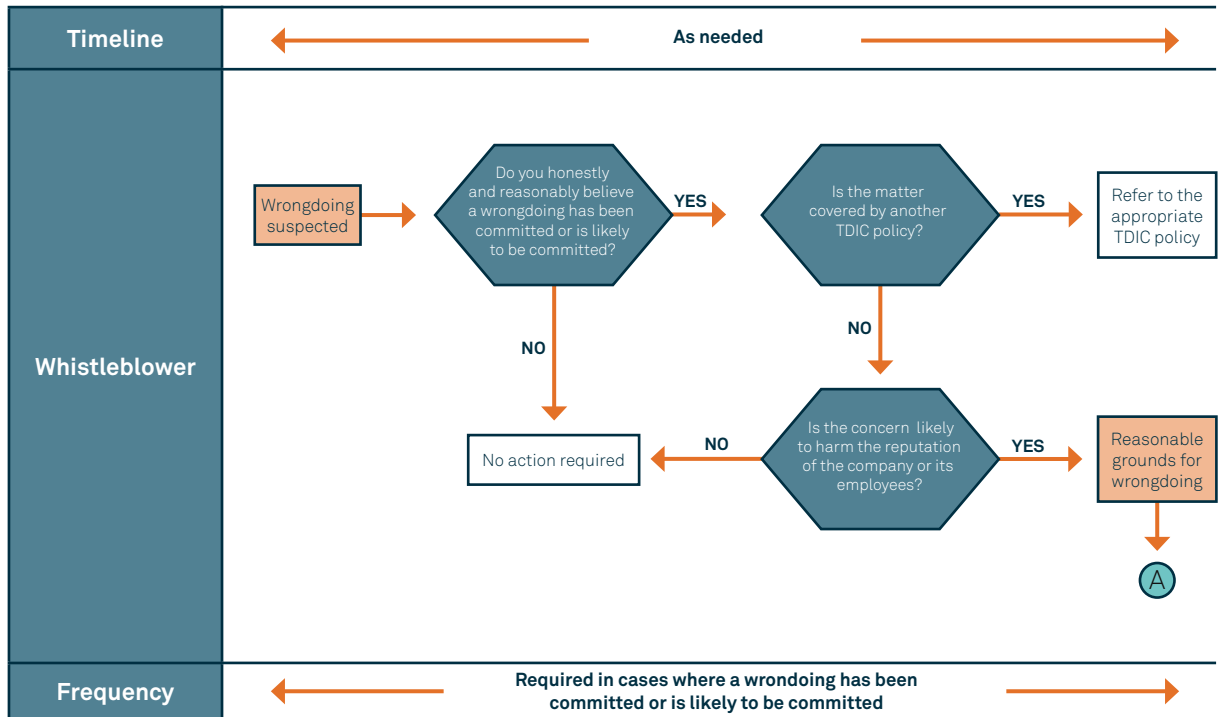 Timeline
As needed
Whistleblower
Wrongdoing
suspected
Do you honestly
and reasonably believe
a wrongdoing has been
committed or is likely
to be committed?
YES
Is the matter
covered by another
TDIC policy?
YES
Refer to the
appropriate
TDIC policy
NO
NO
No action required
NO
Is the concern likely
to harm the reputation
of the company or its
employees?
YES
Reasonable
grounds for
wrongdoing
A
Frequency
Required in cases where a wrondoing has been
committed or is likely to be committed